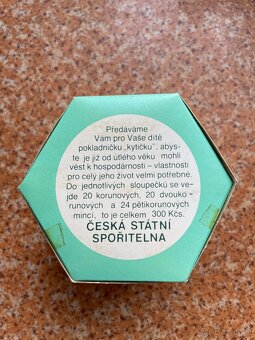 Předáváme
Vám pro Vaše dítě
pokladničku „kytičku", abys-
te je již od útlého věku mohli
vést k hospodárnosti – vlastnosti
pro celý jeho život velmi potřebné.
Do jednotlivých sloupečků se ve-
jde 20 korunových, 20 dvouko-
runových a 24 pětikorunových
mincí, to je celkem 300 Kčs.
ČESKÁ STÁTNÍ
SPOŘITELNA